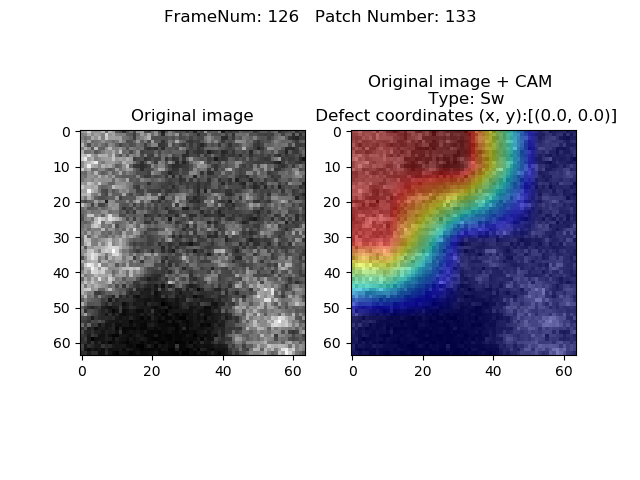 FrameNum: 126   Patch Number: 133
Original image
Original image + CAM
Type: Sw
Defect coordinates (x, y):[(0.0, 0.0)]
0
10
20
30
40
50
60
0 20 40 60
0
10
20
30
40
50
60
0 20 40 60